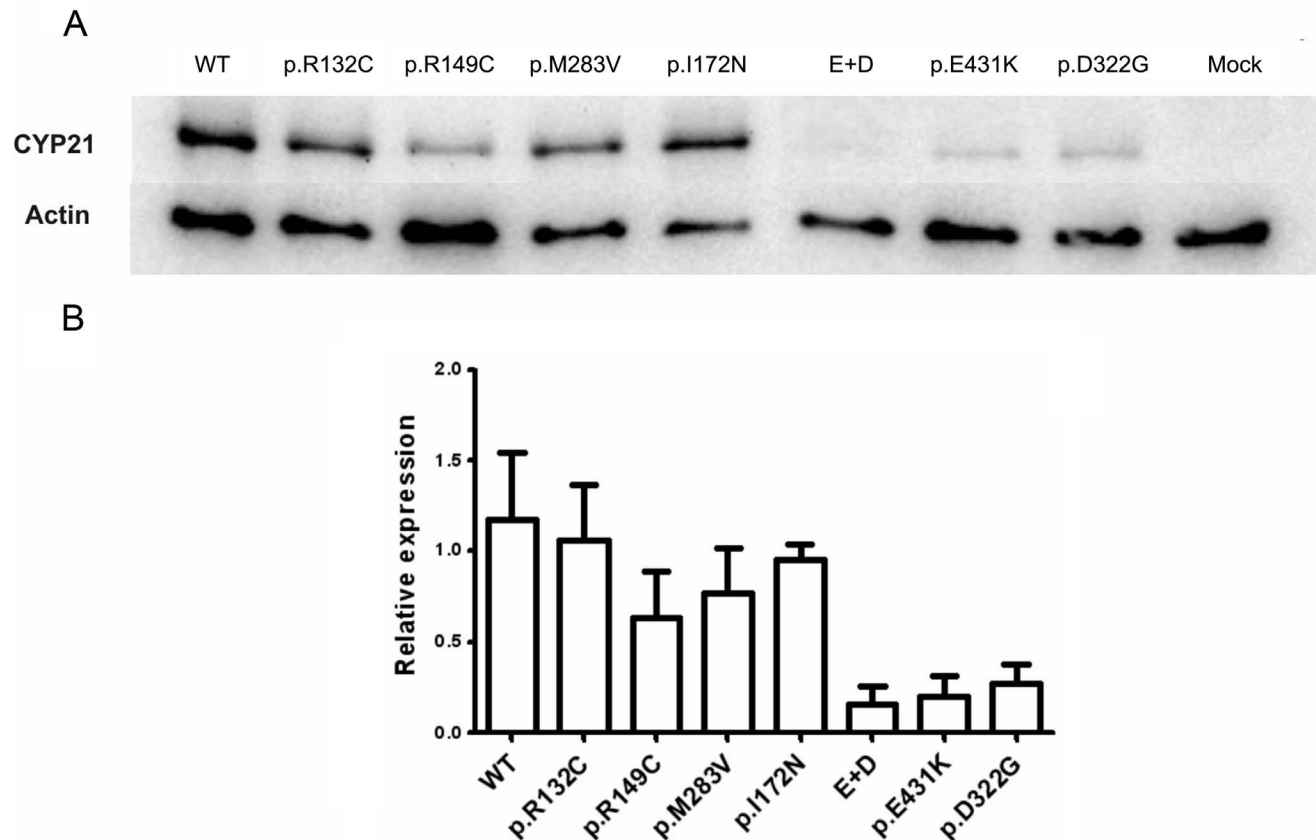 A
WT p.R132C p.R149C p.M283V p.I172N E+D p.E431K p.D322G Mock
CYP21
Actin
B
Relative expression
2.0
1.5
1.0
0.5
0.0
WT p.R132C p.R149C p.M283V p.I172N E+D p.E431K p.D322G